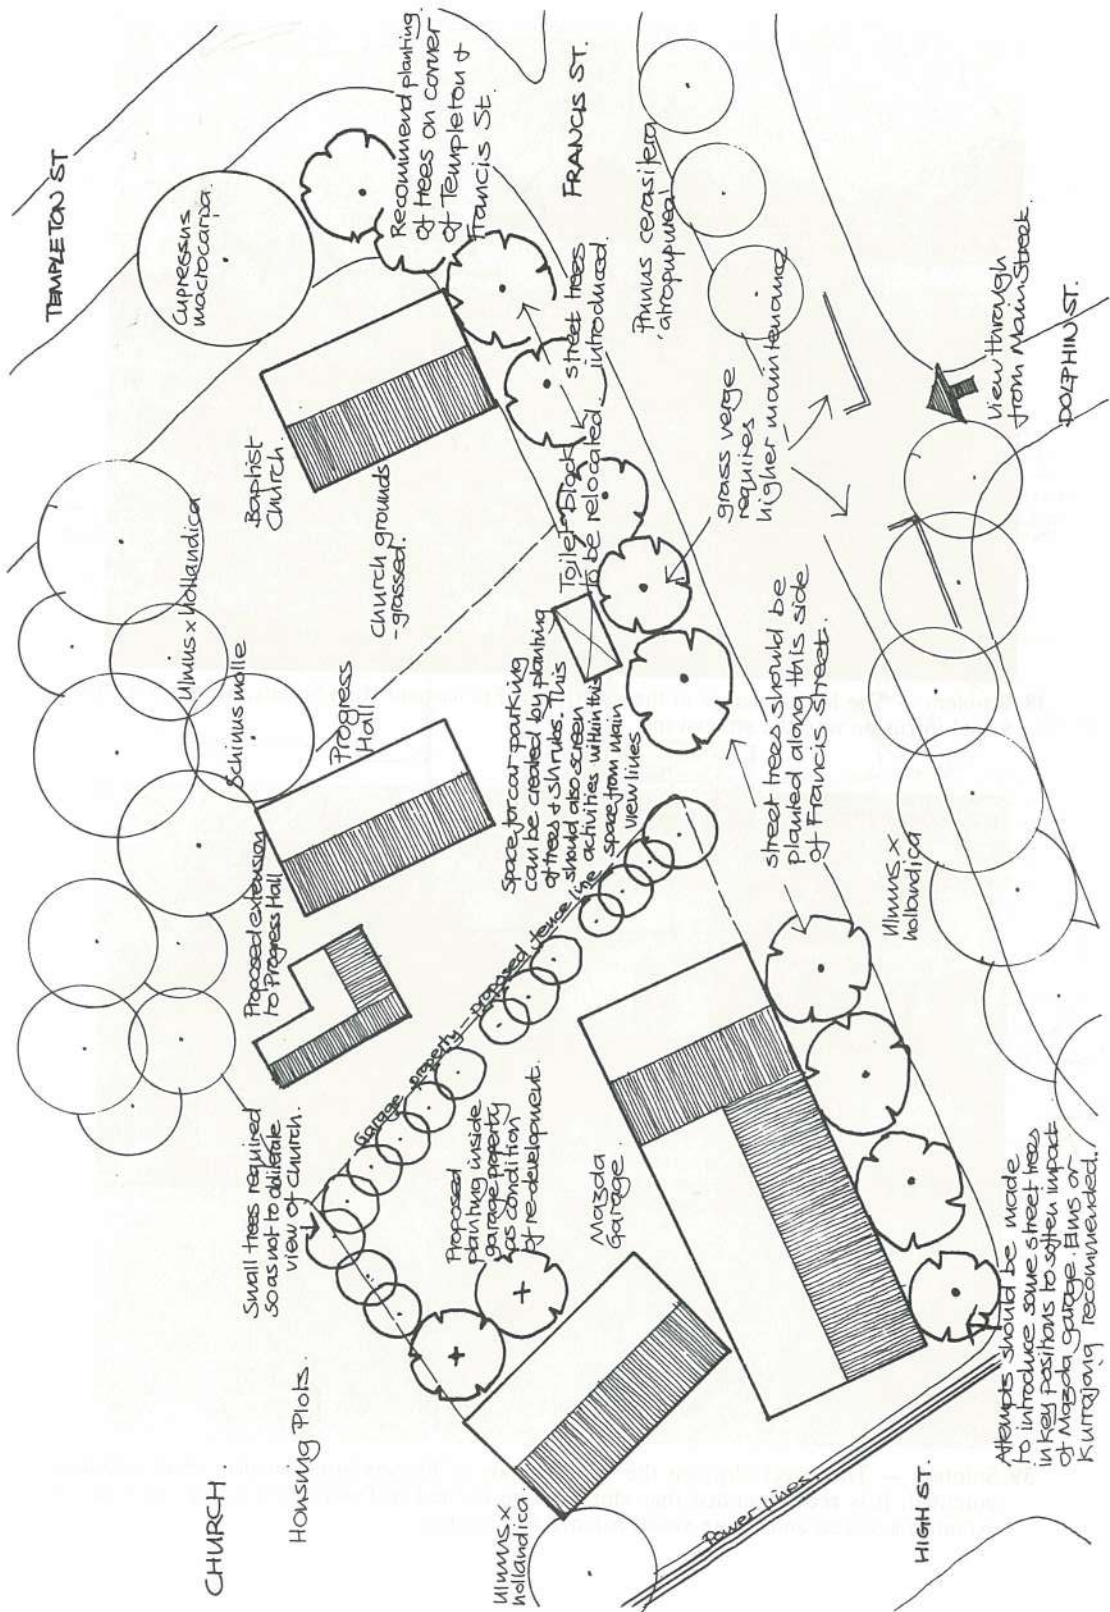 TEMPLETON ST
Cupressus
macrocarpa.
Recommend planting
of trees on corner
of Templeton &
Francis St.
FRANCIS ST.
Baptist
Church.
Church grounds
-grassed.
street trees
introduced.
Prunus cerasifera
'atropupurea'
Ulmus x Hollandica
Schinus molle
Progress
Hall
Toilet Block
to be relocated.
grass verge
requires
higher maintenance
View through
from Main Street.
DOLPHIN ST.
Proposed extension
to Progress Hall
Space for car parking
can be created by planting
of trees & shrubs. This
should also screen
activities within this
space from main
view lines
street trees should be
planted along this side
of Francis Street.
Ulmus x
hollandica
Garage property – proposed fence line
Small trees required
so as not to obliterate
view of church.
Proposed
planting inside
garage property
as condition
of re-development.
Mazda
Garage
CHURCH
Housing Plots.
Ulmus x
hollandica
Power lines
HIGH ST.
Attempts should be made
to introduce some street trees
in key positions to soften impact
of Mazda garage. Elms or
Kurrajong recommended.